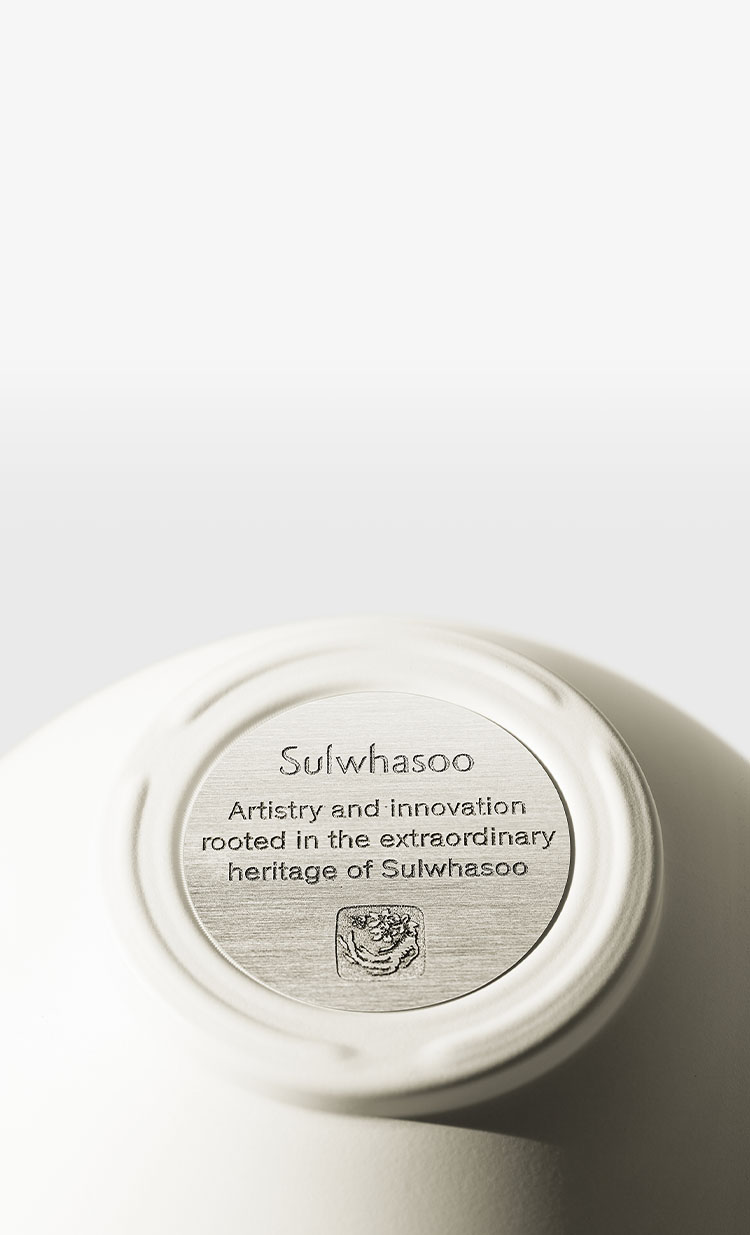 Sulwhasoo
Artistry and innovation
rooted in the extraordinary
heritage of Sulwhasoo